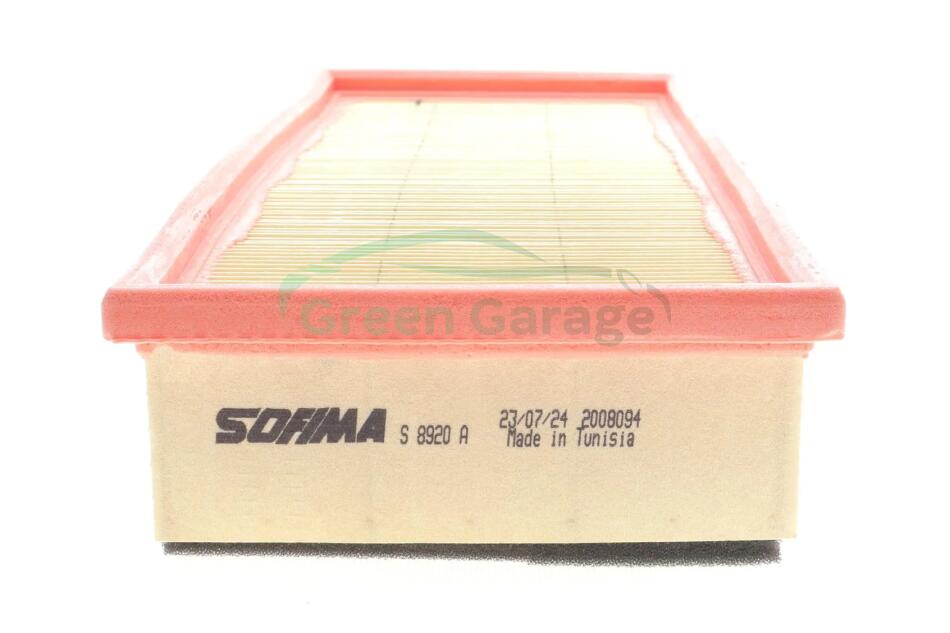 Green Garage
SOFIMA S 8920 A 23/07/24 2008094
Made in Tunisia